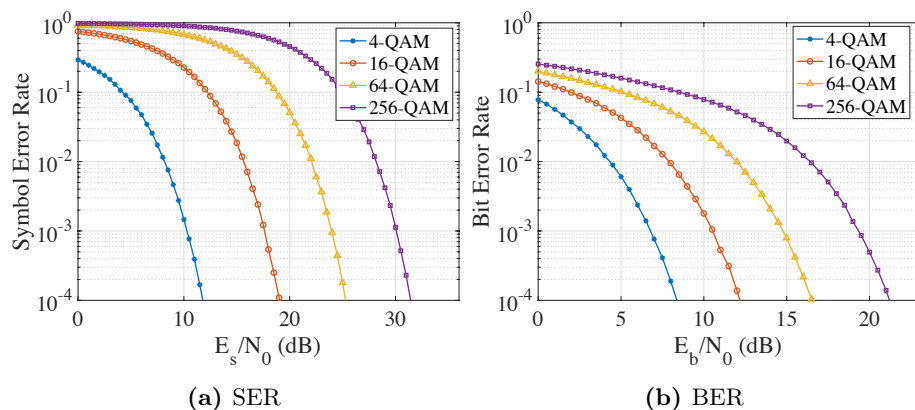 Symbol Error Rate
10^0
10^-1
10^-2
10^-3
10^-4
0
10
20
30
E_s/N_0 (dB)
4-QAM
16-QAM
64-QAM
256-QAM
(a) SER
Bit Error Rate
10^0
10^-1
10^-2
10^-3
10^-4
0
5
10
15
20
E_b/N_0 (dB)
4-QAM
16-QAM
64-QAM
256-QAM
(b) BER